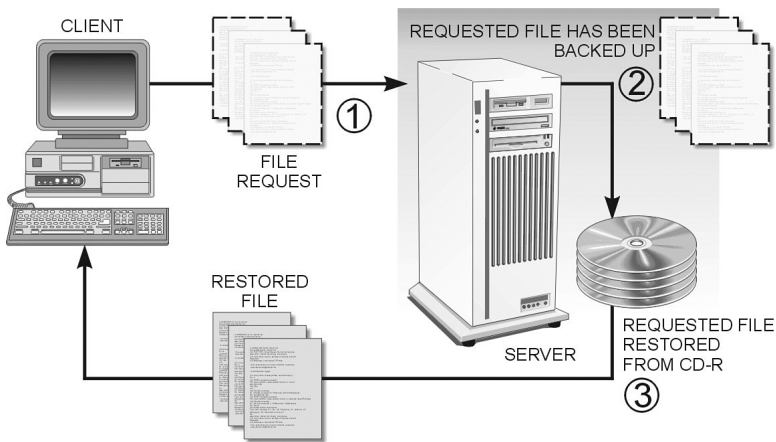 CLIENT
FILE
REQUEST
1
REQUESTED FILE HAS BEEN
BACKED UP
2
SERVER
REQUESTED FILE
RESTORED
FROM CD-R
3
RESTORED
FILE